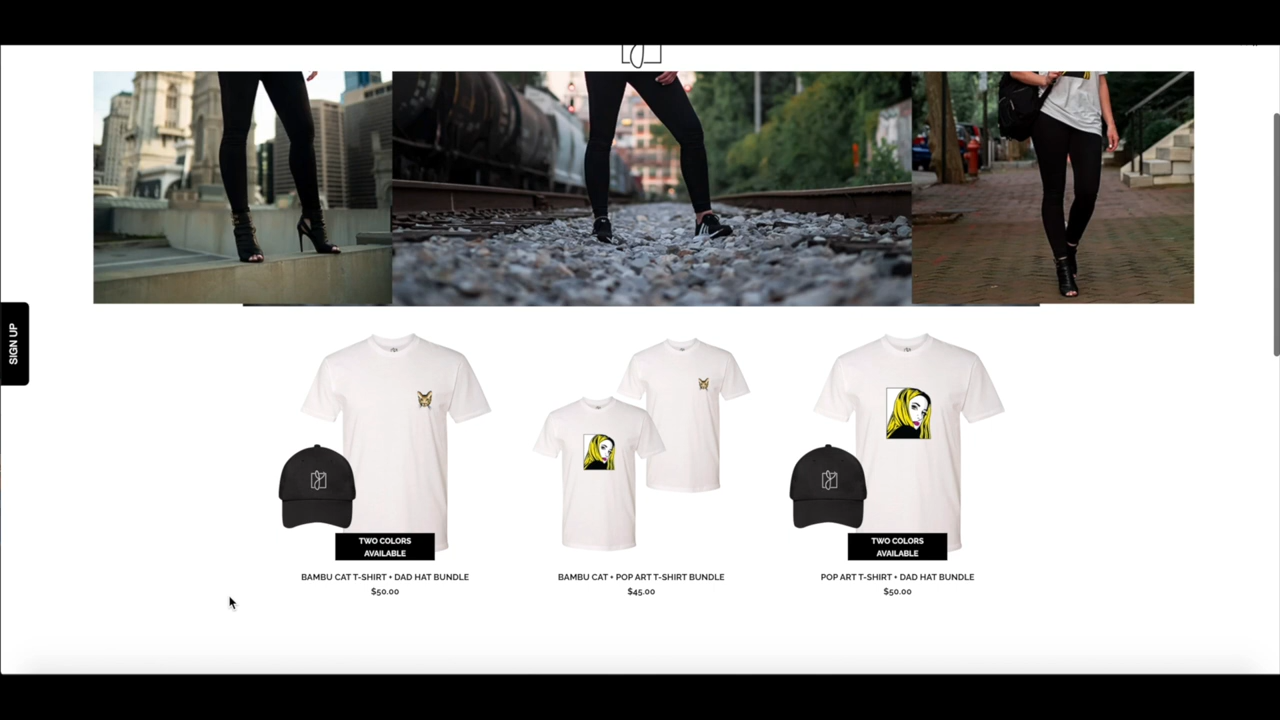 SIGN UP
TWO COLORS
AVAILABLE
TWO COLORS
AVAILABLE
BAMBU CAT T-SHIRT + DAD HAT BUNDLE
$50.00
BAMBU CAT + POP ART T-SHIRT BUNDLE
$45.00
POP ART T-SHIRT + DAD HAT BUNDLE
$50.00